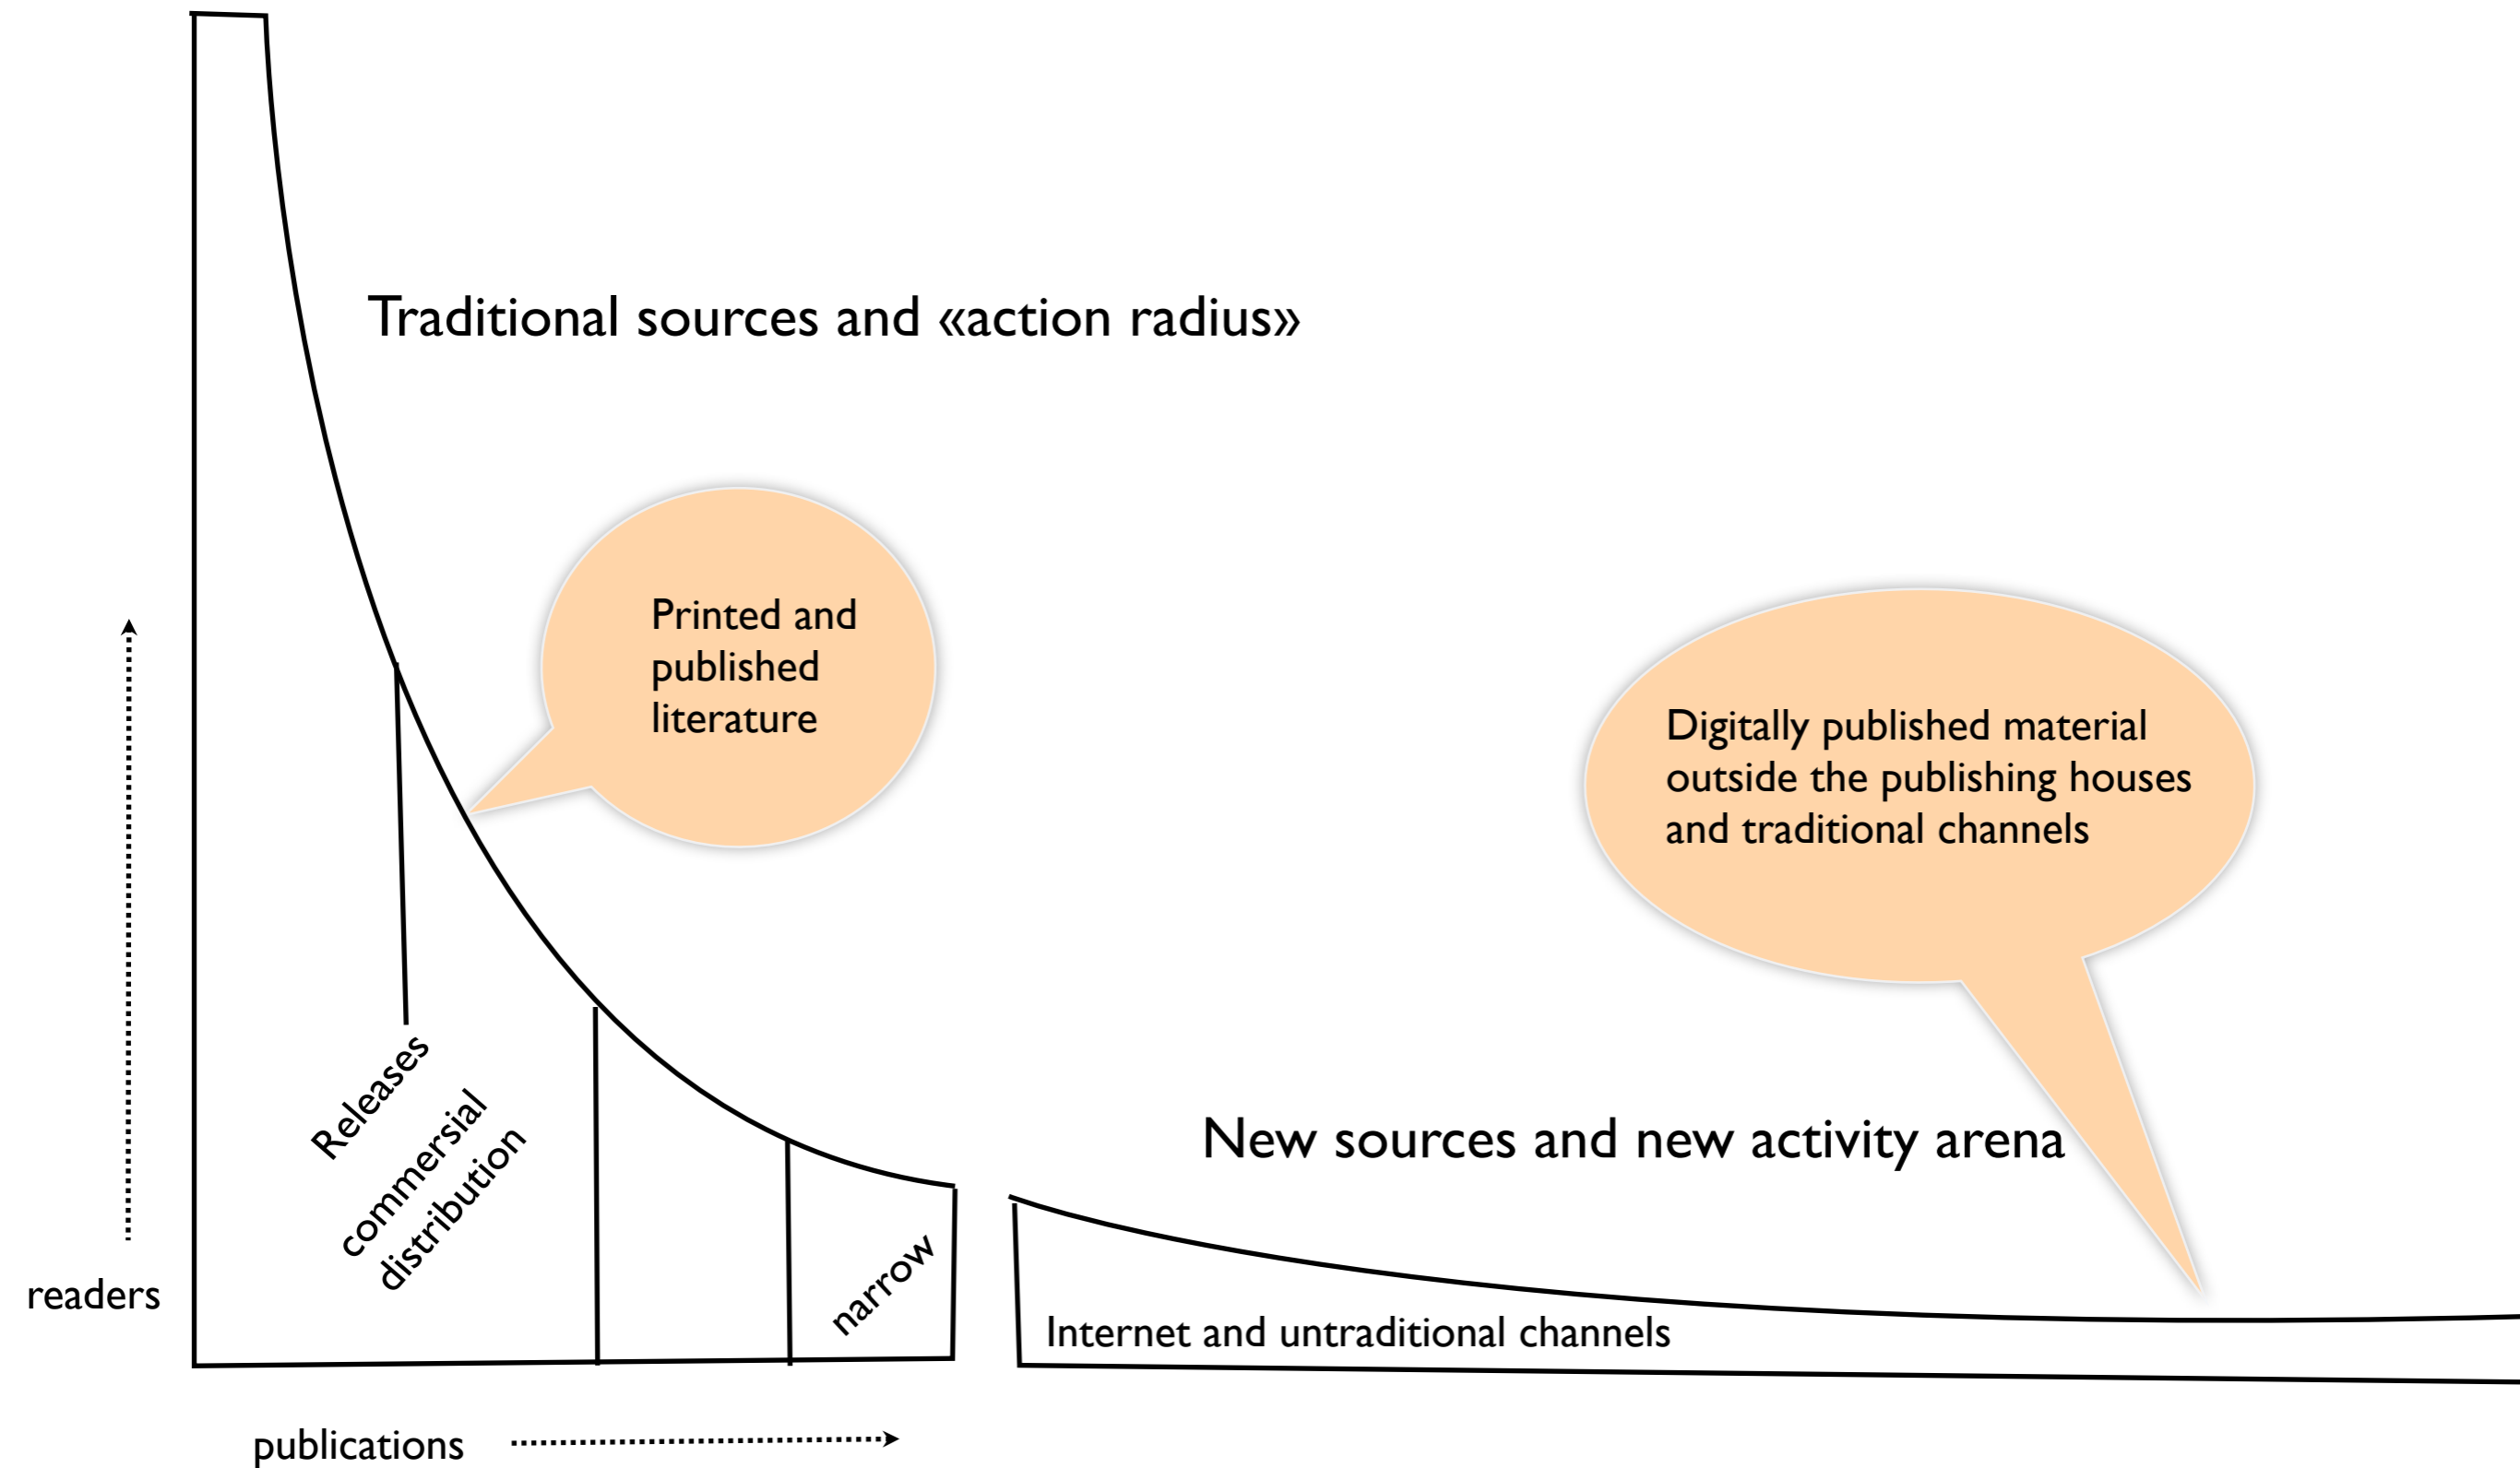 Traditional sources and «action radius»
Printed and
published
literature
Digitally published material
outside the publishing houses
and traditional channels
Releases
commersial
distribution
narrow
New sources and new activity arena
Internet and untraditional channels
readers
publications